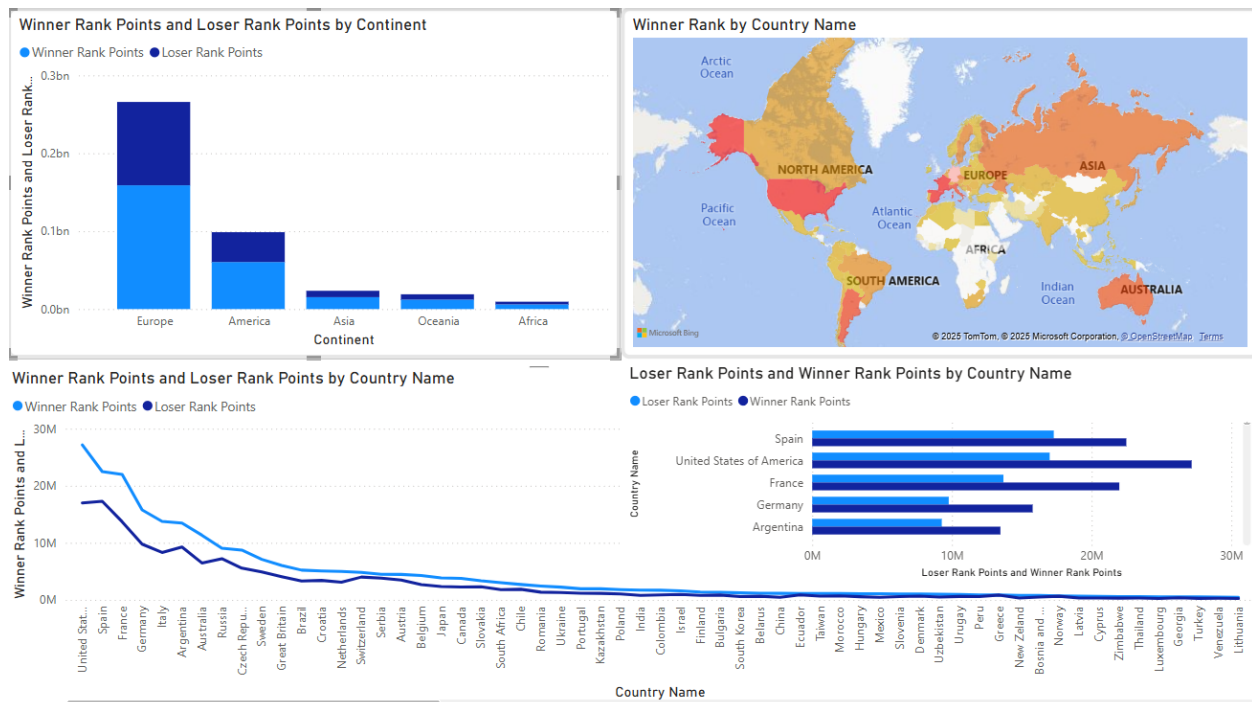 Winner Rank Points and Loser Rank Points by Continent
Winner Rank Points Loser Rank Points
Winner Rank Points and Loser Rank...
0.3bn
0.2bn
0.1bn
0.0bn
Europe America Asia Oceania Africa
Continent
Winner Rank by Country Name
Arctic
Ocean
NORTH AMERICA
EUROPE
ASIA
Pacific
Ocean
Atlantic
Ocean
AFRICA
SOUTH AMERICA
Indian
Ocean
AUSTRALIA
Microsoft Bing
© 2025 TomTom, © 2025 Microsoft Corporation, © OpenStreetMap Terms
Winner Rank Points and Loser Rank Points by Country Name
Winner Rank Points Loser Rank Points
Winner Rank Points and L...
30M
20M
10M
0M
United Stat...
Spain
France
Germany
Italy
Argentina
Australia
Russia
Czech Repu...
Sweden
Great Britain
Brazil
Croatia
Netherlands
Switzerland
Serbia
Austria
Belgium
Japan
Canada
Slovakia
South Africa
Chile
Romania
Ukraine
Portugal
Kazakhstan
Poland
India
Colombia
Israel
Finland
Bulgaria
South Korea
Belarus
China
Ecuador
Taiwan
Morocco
Hungary
Mexico
Slovenia
Denmark
Uzbekistan
Urugay
Peru
Greece
New Zeland
Bosnia and ...
Norway
Latvia
Cyprus
Zimbabwe
Thailand
Luxembourg
Georgia
Turkey
Venezuela
Lithuania
Country Name
Loser Rank Points and Winner Rank Points by Country Name
Loser Rank Points Winner Rank Points
Country Name
Spain
United States of America
France
Germany
Argentina
0M 10M 20M 30M
Loser Rank Points and Winner Rank Points